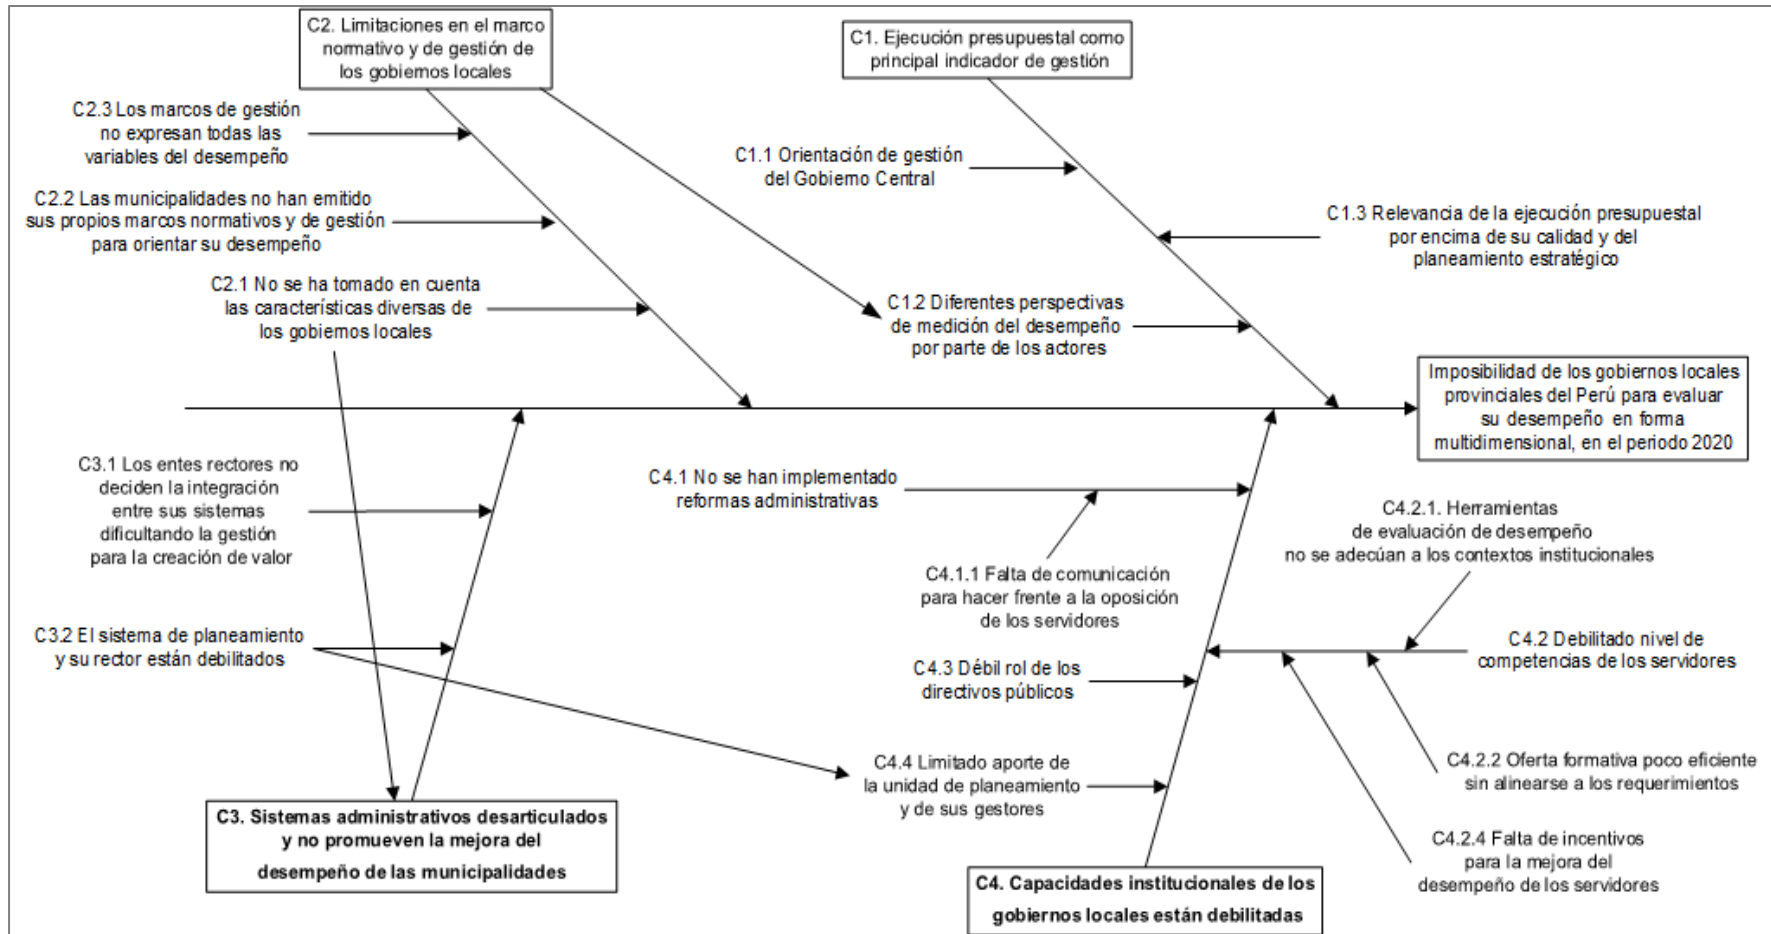 C2. Limitaciones en el marco
normativo y de gestión de
los gobiernos locales
C1. Ejecución presupuestal como
principal indicador de gestión
C2.3 Los marcos de gestión
no expresan todas las
variables del desempeño
C1.1 Orientación de gestión
del Gobierno Central
C2.2 Las municipalidades no han emitido
sus propios marcos normativos y de gestión
para orientar su desempeño
C1.3 Relevancia de la ejecución presupuestal
por encima de su calidad y del
planeamiento estratégico
C2.1 No se ha tomado en cuenta
las características diversas de
los gobiernos locales
C1.2 Diferentes perspectivas
de medición del desempeño
por parte de los actores
Imposibilidad de los gobiernos locales
provinciales del Perú para evaluar
su desempeño en forma
multidimensional, en el periodo 2020
C3.1 Los entes rectores no
deciden la integración
entre sus sistemas
dificultando la gestión
para la creación de valor
C4.1 No se han implementado
reformas administrativas
C4.2.1. Herramientas
de evaluación de desempeño
no se adecúan a los contextos institucionales
C4.1.1 Falta de comunicación
para hacer frente a la oposición
de los servidores
C3.2 El sistema de planeamiento
y su rector están debilitados
C4.2 Debilitado nivel de
competencias de los servidores
C4.3 Débil rol de los
directivos públicos
C4.4 Limitado aporte de
la unidad de planeamiento
y de sus gestores
C4.2.2 Oferta formativa poco eficiente
sin alinearse a los requerimientos
C3. Sistemas administrativos desarticulados
y no promueven la mejora del
desempeño de las municipalidades
C4.2.4 Falta de incentivos
para la mejora del
desempeño de los servidores
C4. Capacidades institucionales de los
gobiernos locales están debilitadas